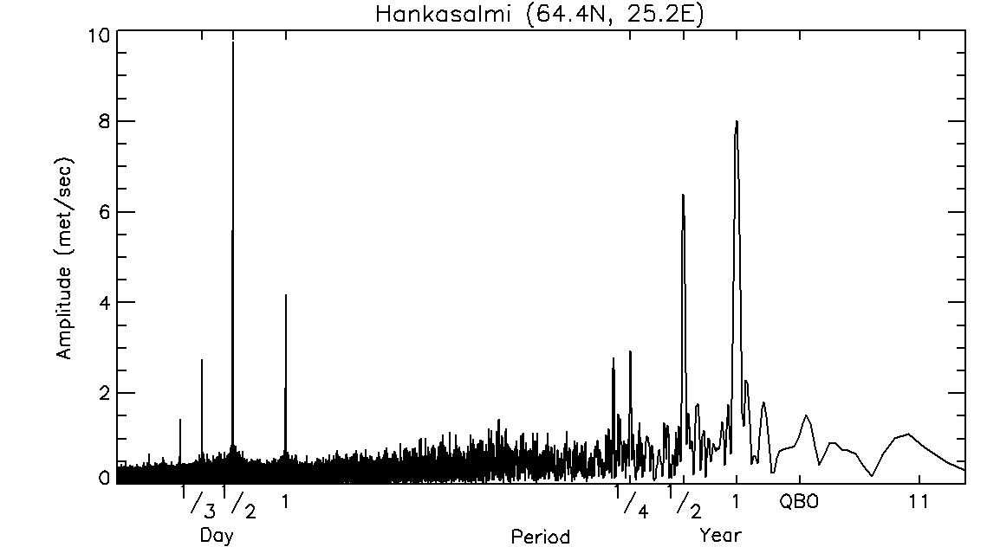 Hankasalmi (64.4N, 25.2E)
10
8
6
4
2
0
Amplitude (met/sec)
1/3 1/2 1 1/4 1/2 1 QBO 11
Day Period Year